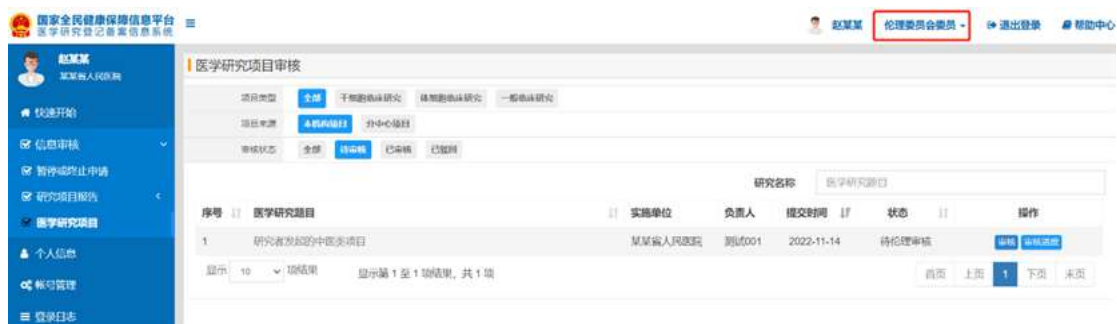 国家全民健康保障信息平台
医学研究登记备案信息系统
赵某某 伦理委员会委员 退出登录 帮助中心
赵某某
某某省人民医院
快速开始
信息审核
暂停或终止申请
研究项目报告
医学研究项目
个人信息
帐号管理
登录日志
医学研究项目审核
项目类型 全部 干细胞临床研究 体细胞临床研究 一般临床研究
项目来源 本机构项目 分中心项目
审核状态 全部 待审核 已审核 已驳回
研究名称 医学研究题目
序号 医学研究题目 实施单位 负责人 提交时间 状态 操作
1 研究者发起的中医类项目 某某省人民医院 测试001 2022-11-14 待伦理审核 审核 审核进度
显示 10 项结果 显示第 1 至 1 项结果，共 1 项
首页 上页 1 下页 末页